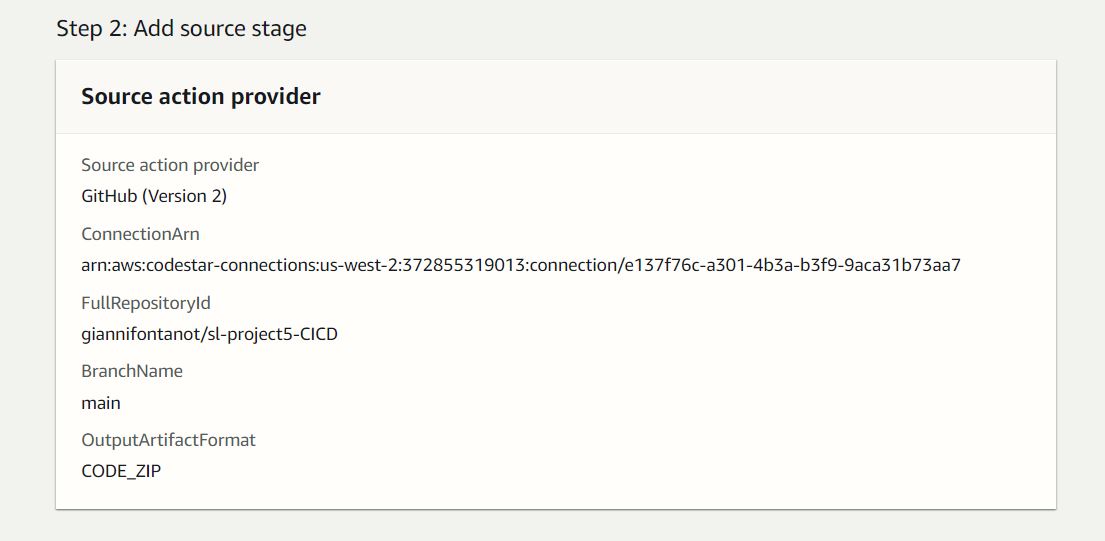 Step 2: Add source stage
Source action provider
Source action provider
GitHub (Version 2)
ConnectionArn
arn:aws:codestar-connections:us-west-2:372855319013:connection/e137f76c-a301-4b3a-b3f9-9aca31b73aa7
FullRepositoryId
giannifontanot/sl-project5-CICD
BranchName
main
OutputArtifactFormat
CODE_ZIP